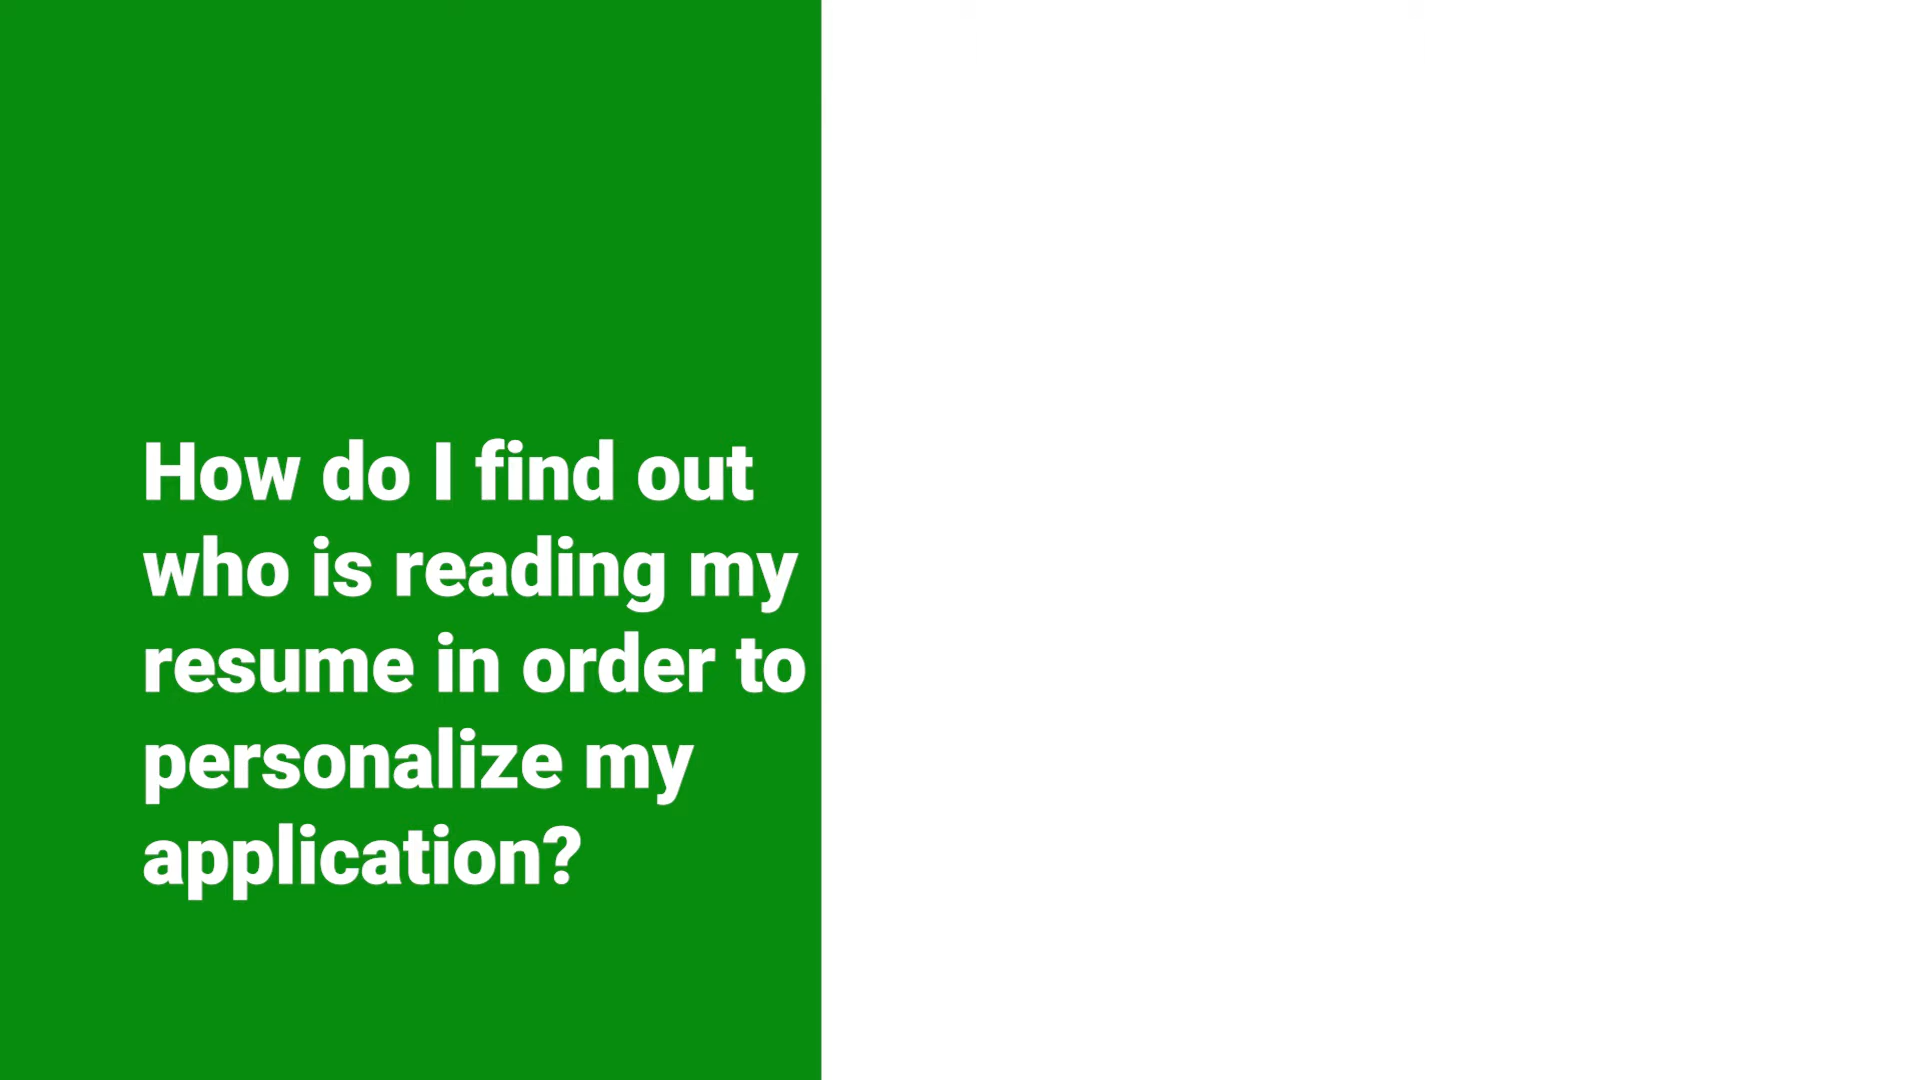 How do I find out
who is reading my
resume in order to
personalize my
application?